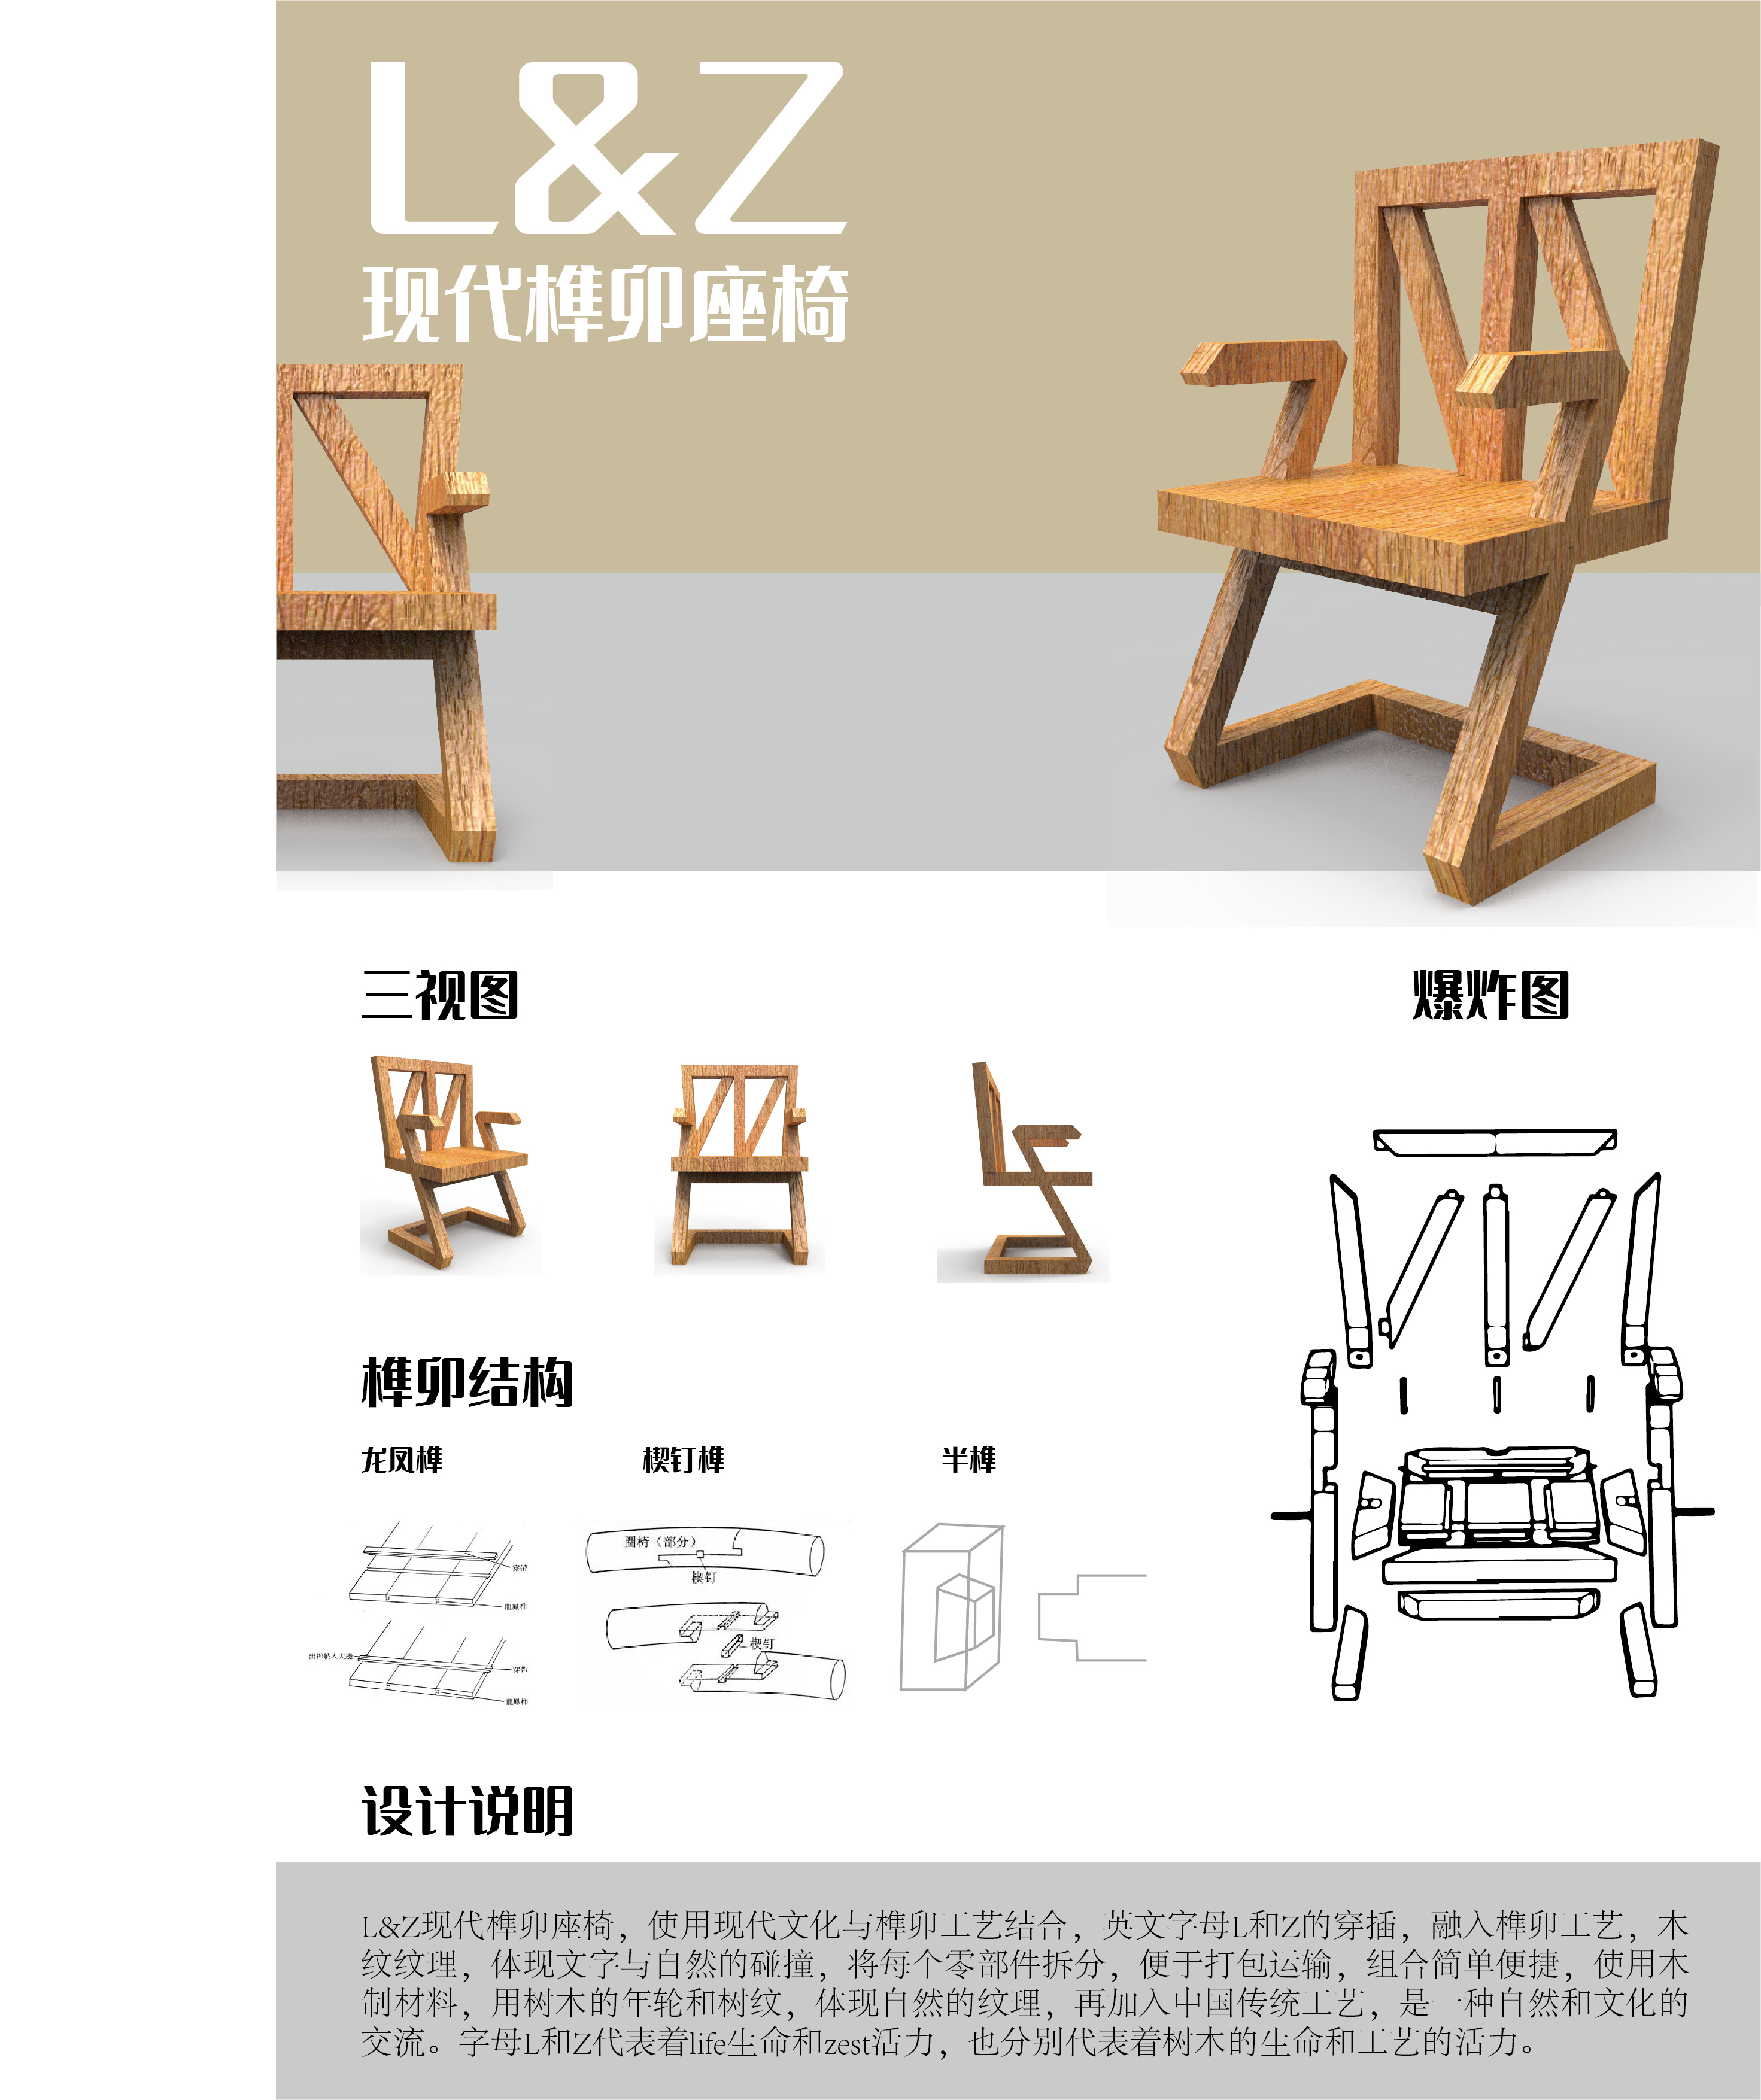 L&Z
现代榫卯座椅
三视图
爆炸图
榫卯结构
龙凤榫
楔钉榫
半榫
穿带
龍鳳榫
出榫納入大邊
穿带
龍鳳榫
圈椅（部分）
楔钉
楔钉
设计说明
L&Z现代榫卯座椅，使用现代文化与榫卯工艺结合，英文字母L和Z的穿插，融入榫卯工艺，木
纹纹理，体现文字与自然的碰撞，将每个零部件拆分，便于打包运输，组合简单便捷，使用木
制材料，用树木的年轮和树纹，体现自然的纹理，再加入中国传统工艺，是一种自然和文化的
交流。字母L和Z代表着life生命和zest活力，也分别代表着树木的生命和工艺的活力。